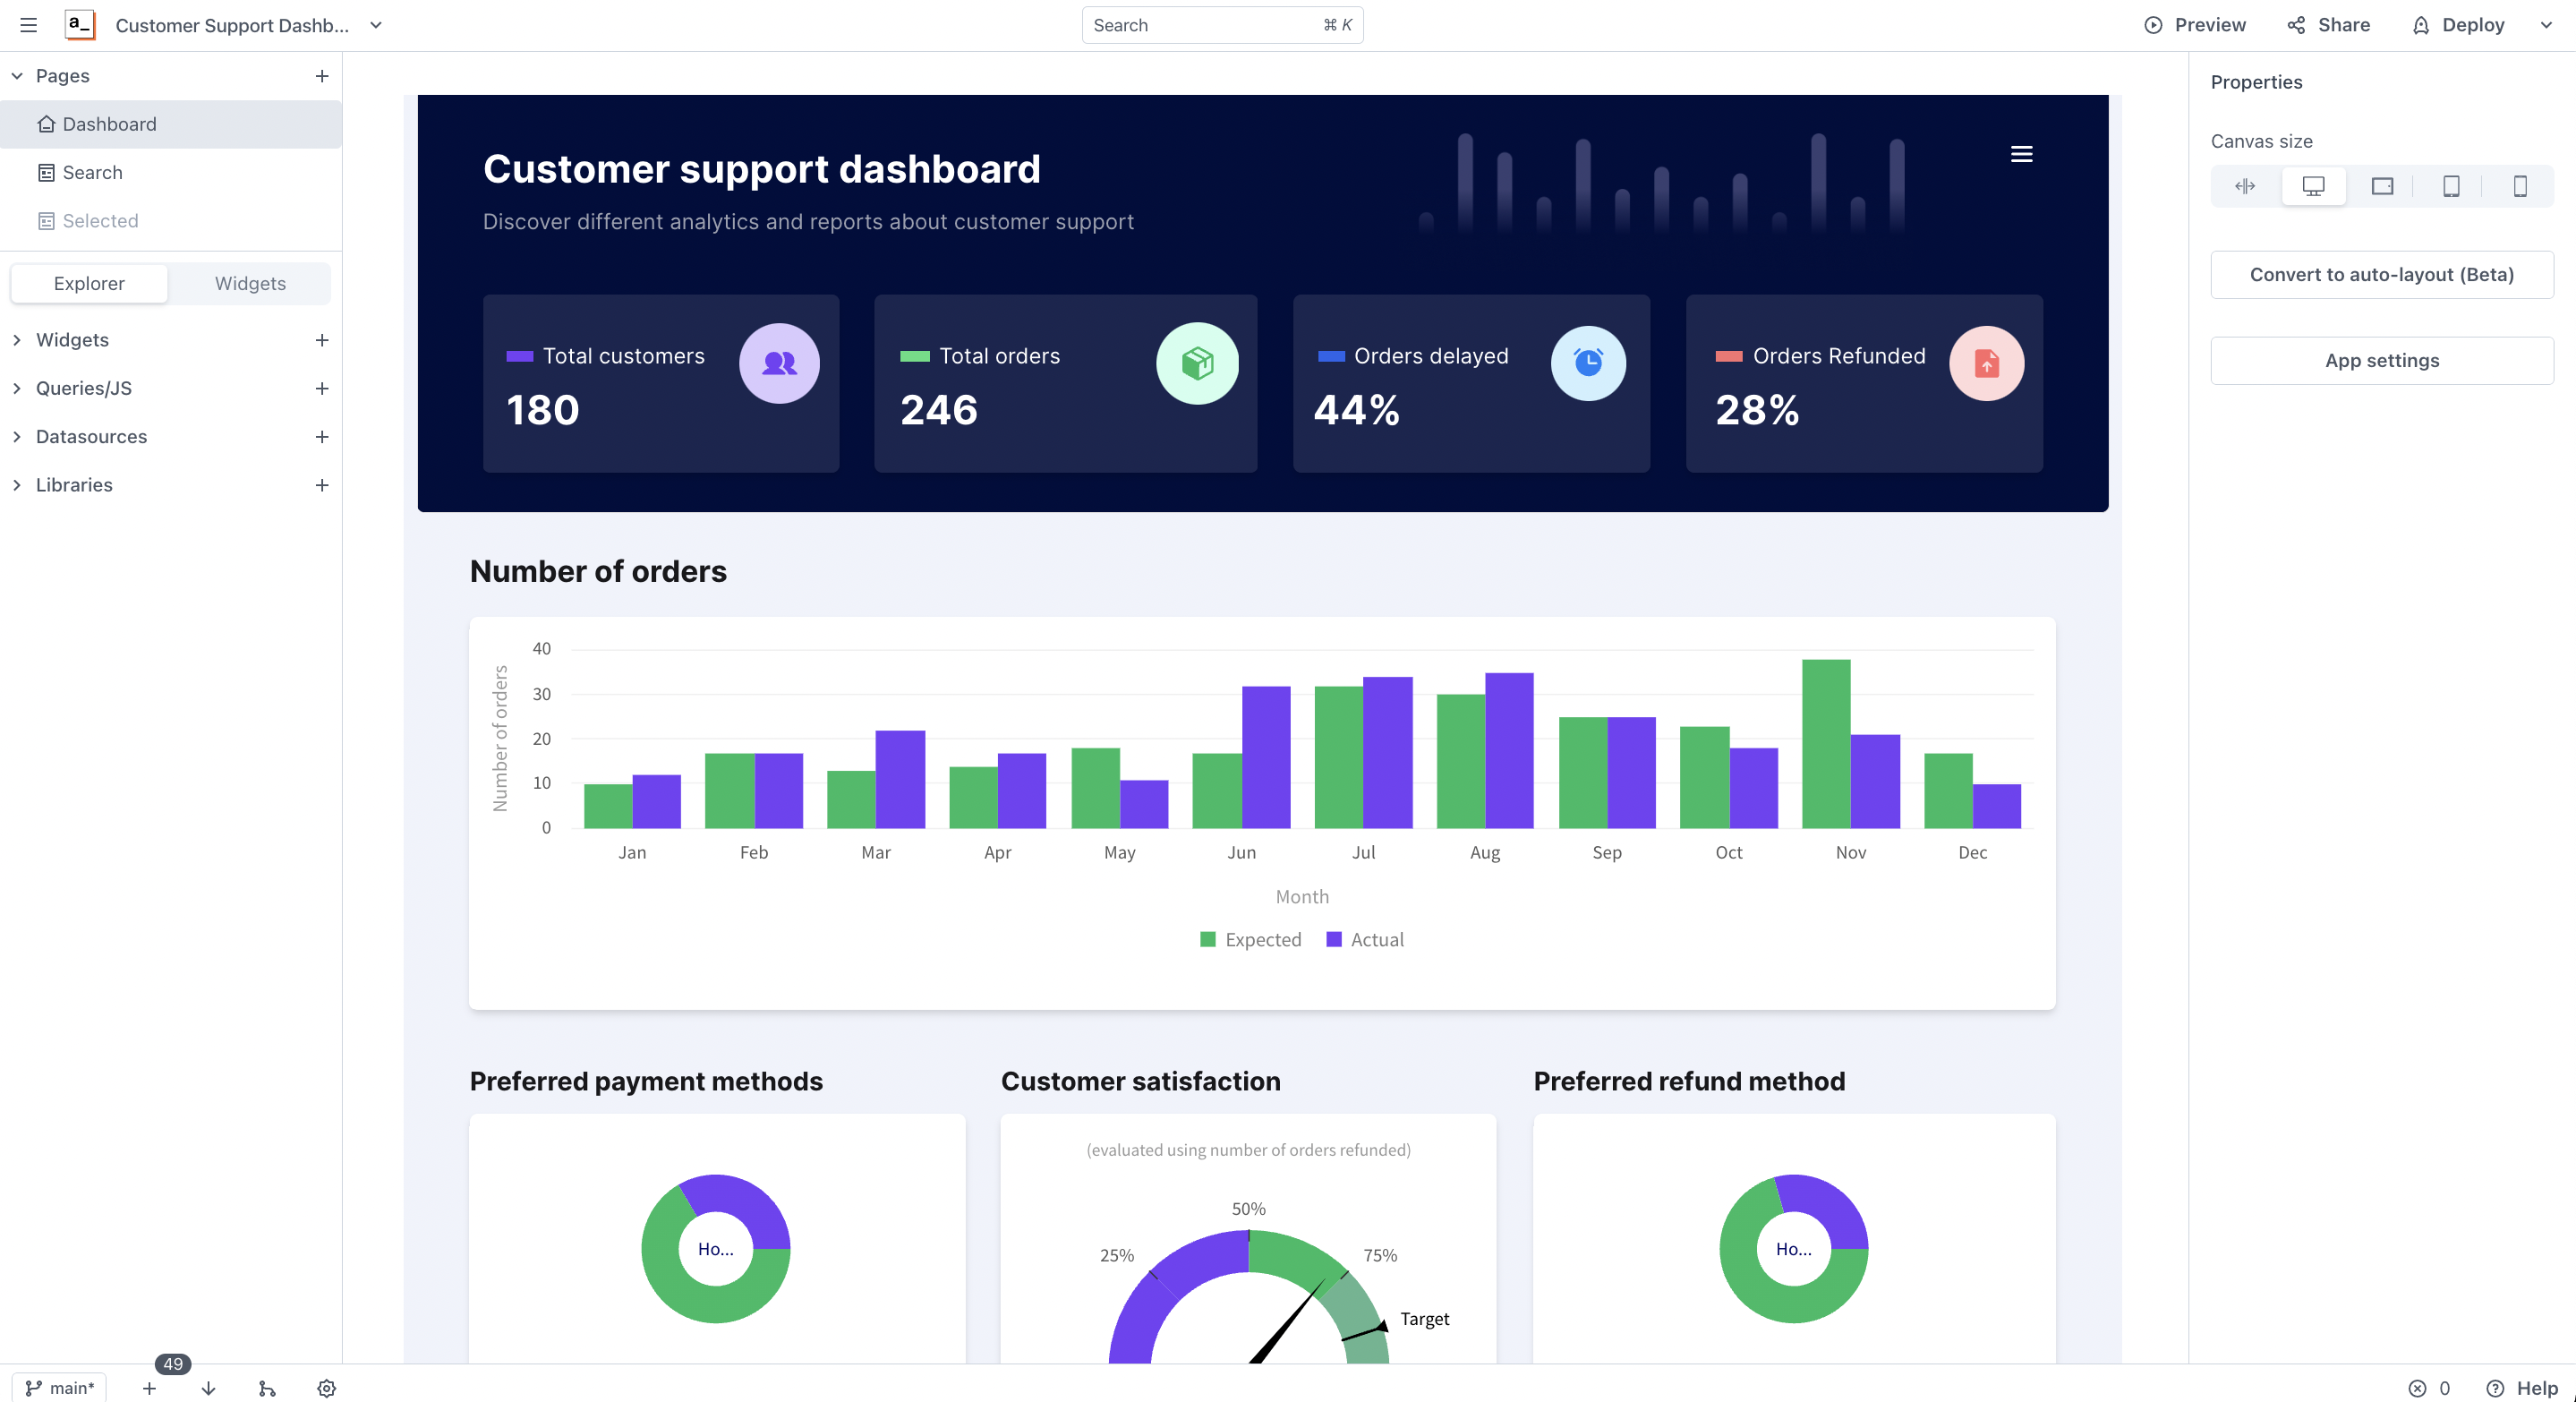 a_
Customer Support Dashb...
Search ⌘ K
Preview
Share
Deploy
Pages
Dashboard
Search
Selected
Explorer
Widgets
Widgets
Queries/JS
Datasources
Libraries
Customer support dashboard
Discover different analytics and reports about customer support
Total customers
180
Total orders
246
Orders delayed
44%
Orders Refunded
28%
Number of orders
Number of orders
40
30
20
10
0
Jan
Feb
Mar
Apr
May
Jun
Jul
Aug
Sep
Oct
Nov
Dec
Month
Expected
Actual
Preferred payment methods
Ho...
Customer satisfaction
(evaluated using number of orders refunded)
25%
50%
75%
Target
Preferred refund method
Ho...
Properties
Canvas size
Convert to auto-layout (Beta)
App settings
main*
49
0
Help